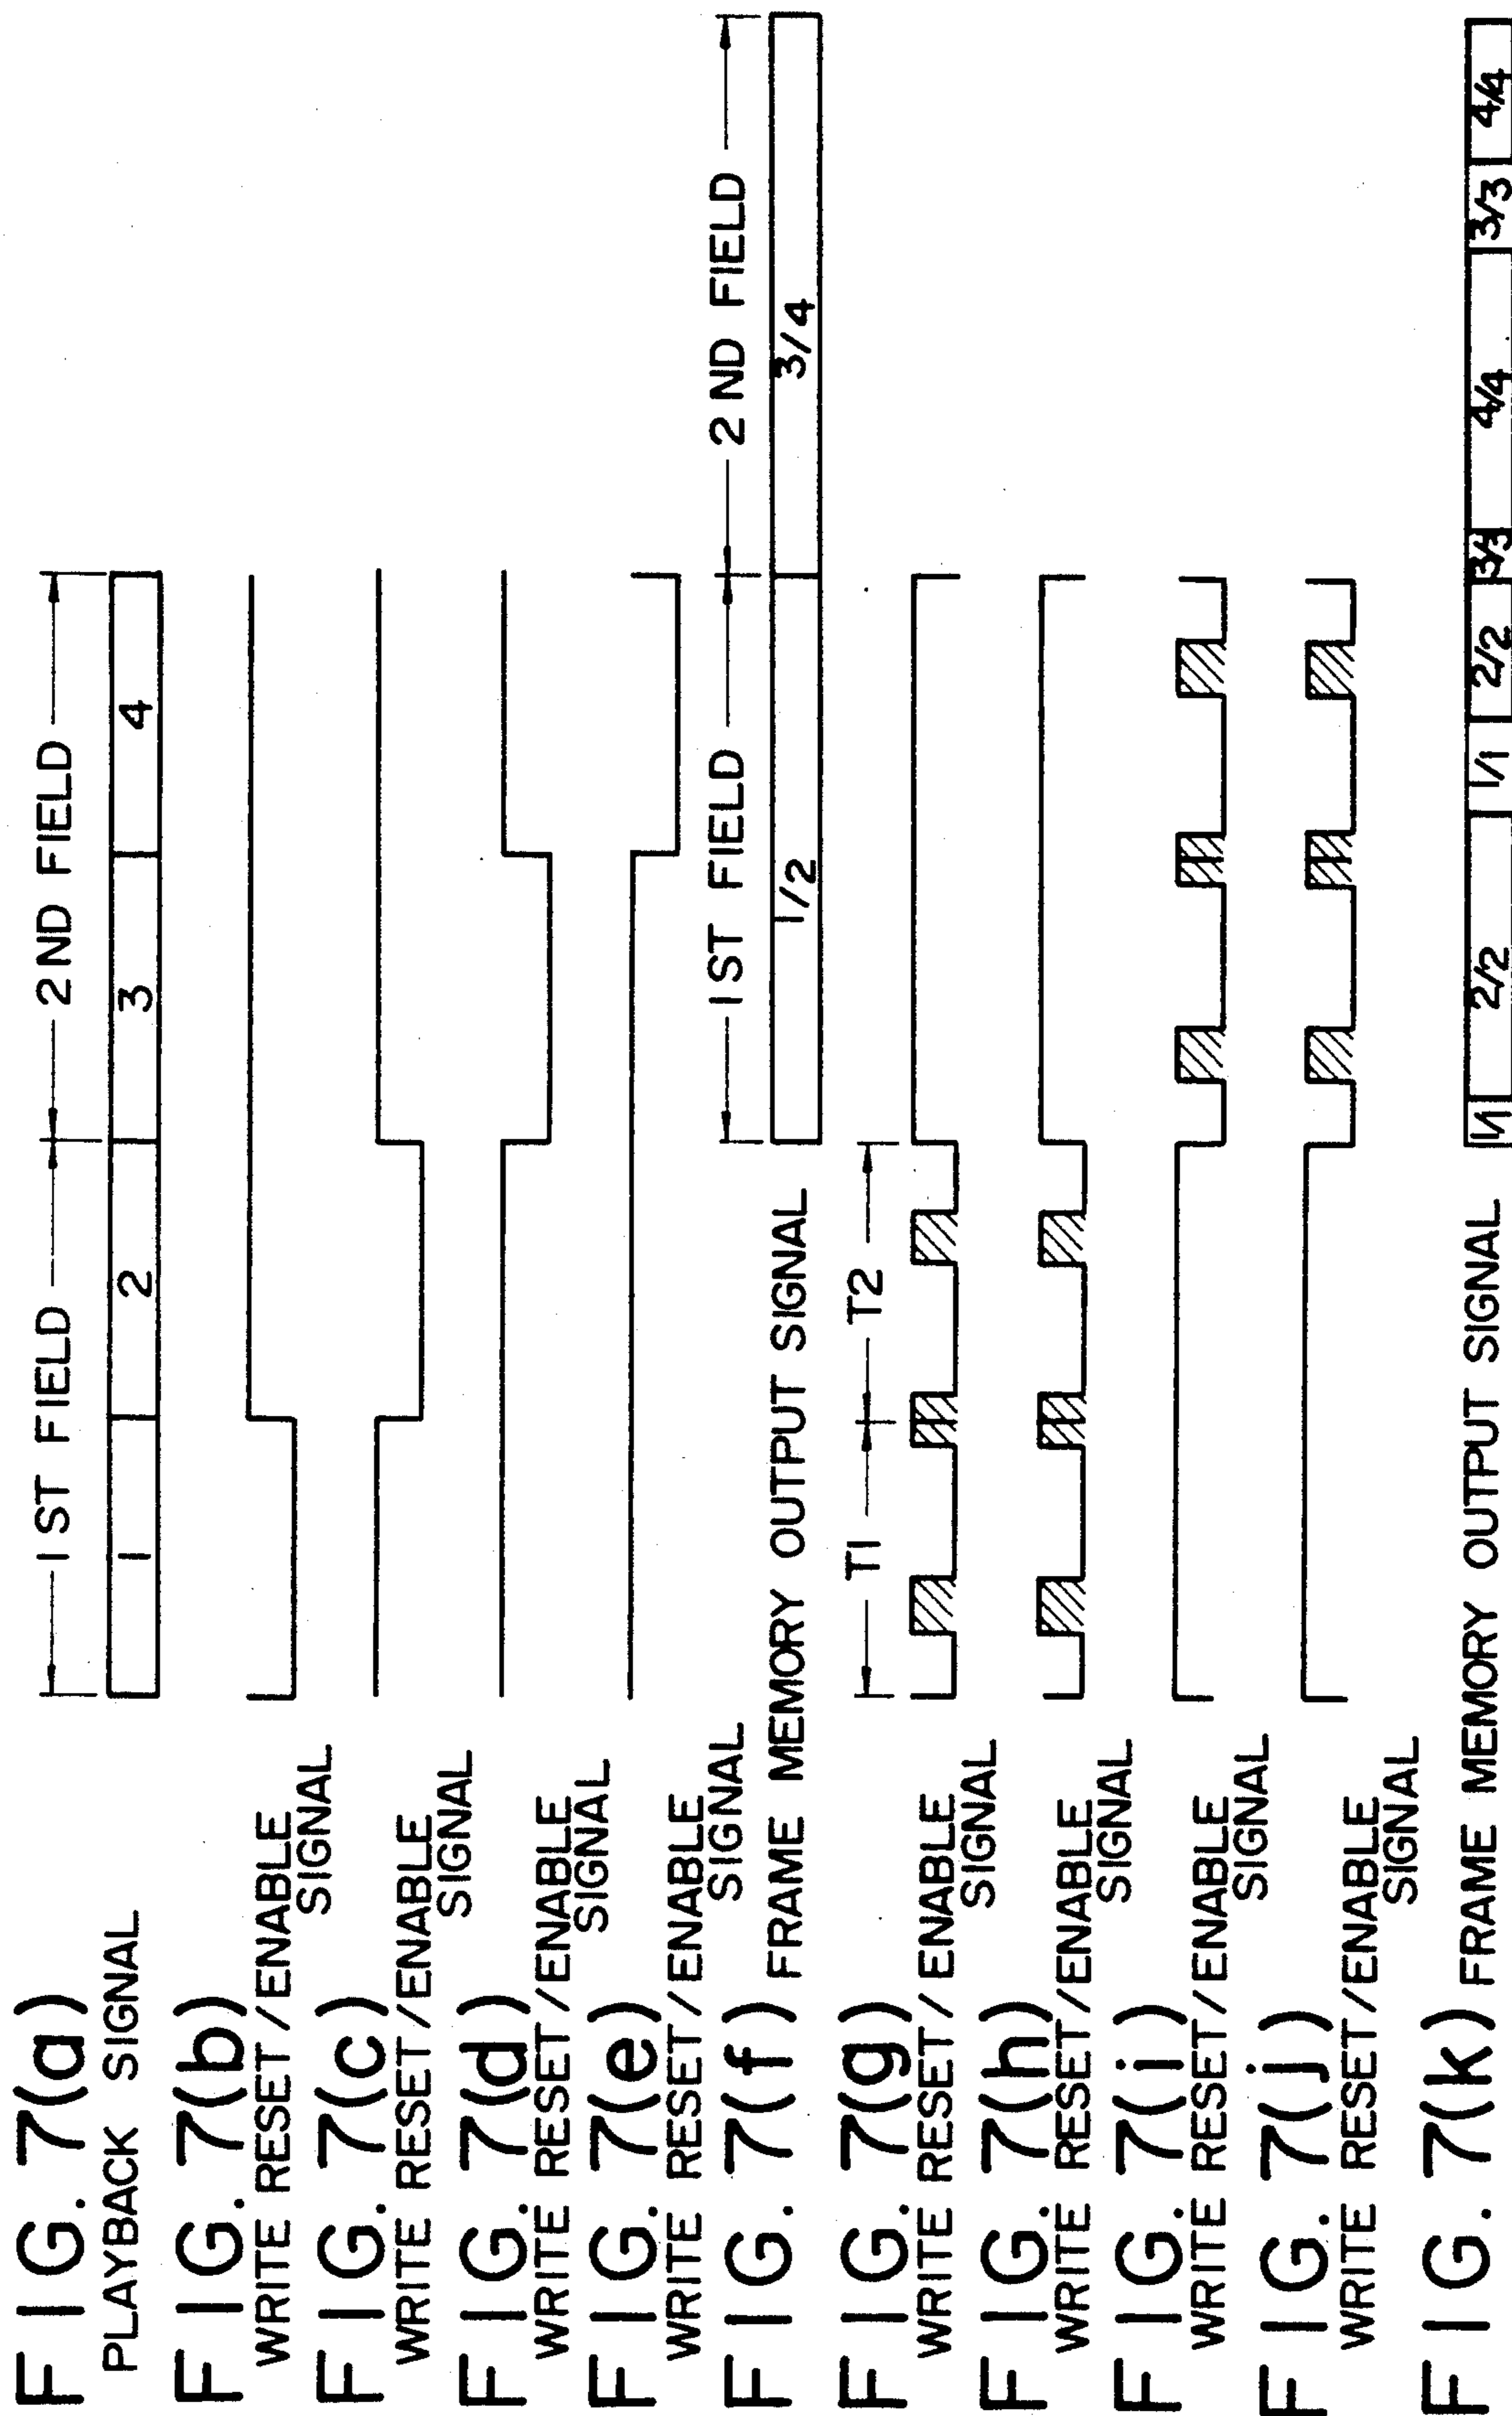 FIG. 7(a)
PLAYBACK SIGNAL
1ST FIELD
2ND FIELD
1 2 3 4
FIG. 7(b)
WRITE RESET/ENABLE
SIGNAL
FIG. 7(c)
WRITE RESET/ENABLE
SIGNAL
FIG. 7(d)
WRITE RESET/ENABLE
SIGNAL
FIG. 7(e)
WRITE RESET/ENABLE
SIGNAL
1ST FIELD
2ND FIELD
FIG. 7(f) FRAME MEMORY OUTPUT SIGNAL
1/2 3/4
T1 T2
FIG. 7(g)
WRITE RESET/ENABLE
SIGNAL
FIG. 7(h)
WRITE RESET/ENABLE
SIGNAL
FIG. 7(i)
WRITE RESET/ENABLE
SIGNAL
FIG. 7(j)
WRITE RESET/ENABLE
SIGNAL
FIG. 7(k) FRAME MEMORY OUTPUT SIGNAL
1/1 2/2 1/1 2/2 3/3 4/4 3/3 4/4